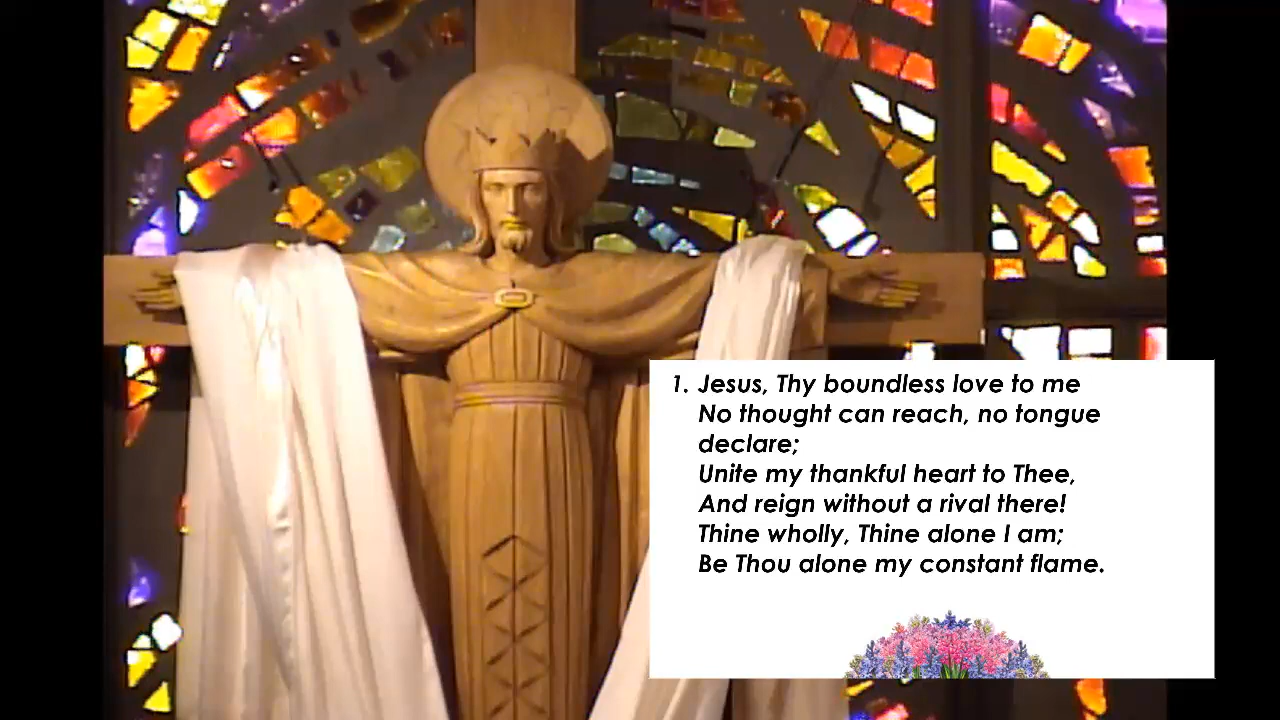 1. Jesus, Thy boundless love to me
No thought can reach, no tongue
declare;
Unite my thankful heart to Thee,
And reign without a rival there!
Thine wholly, Thine alone I am;
Be Thou alone my constant flame.